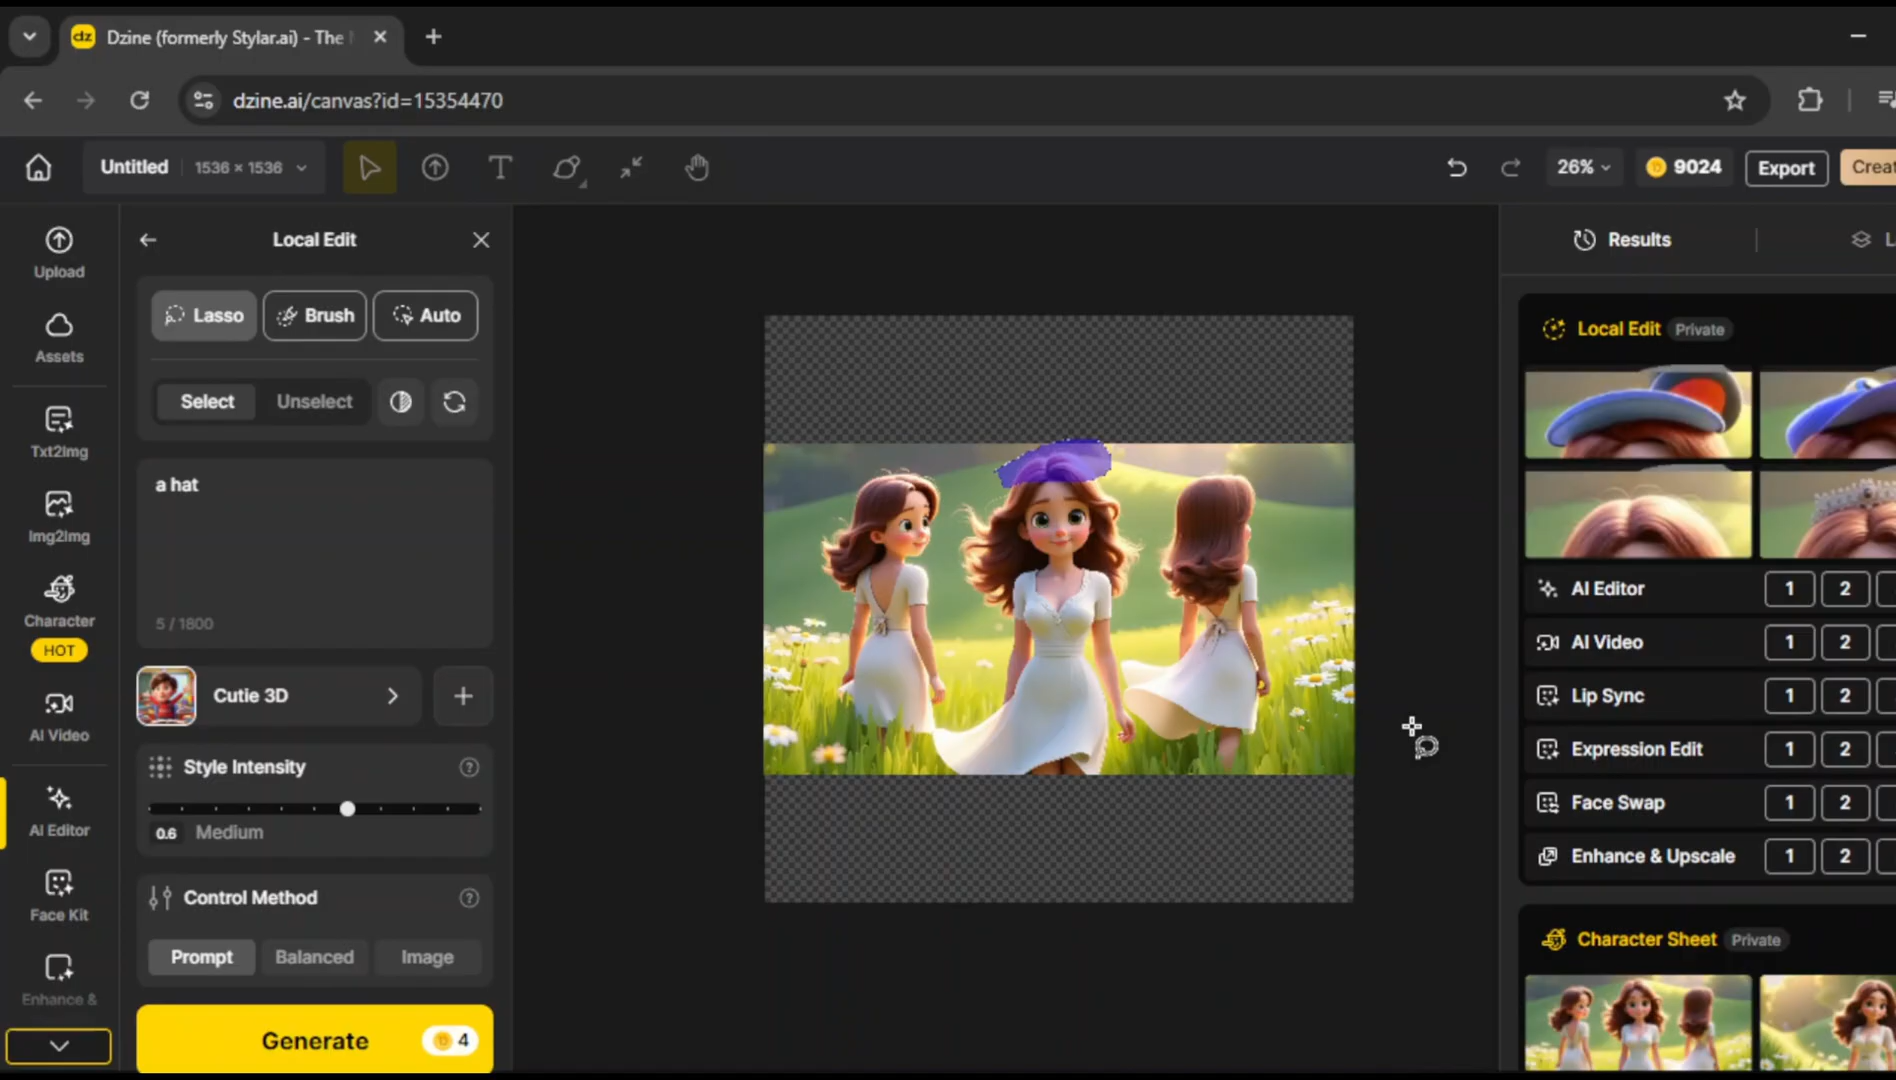 dz Dzine (formerly Stylar.ai) - The
dzine.ai/canvas?id=15354470
Untitled 1536 × 1536 T 26% 9024 Export Creat
Upload
Assets
Txt2Img
Img2Img
Character
HOT
AI Video
AI Editor
Face Kit
Enhance &
Local Edit
Lasso Brush Auto
Select Unselect
a hat
5 / 1800
Cutie 3D
Style Intensity ?
0.6 Medium
Control Method ?
Prompt Balanced Image
Generate 4
Results L
Local Edit Private
AI Editor 1 2
AI Video 1 2
Lip Sync 1 2
Expression Edit 1 2
Face Swap 1 2
Enhance & Upscale 1 2
Character Sheet Private